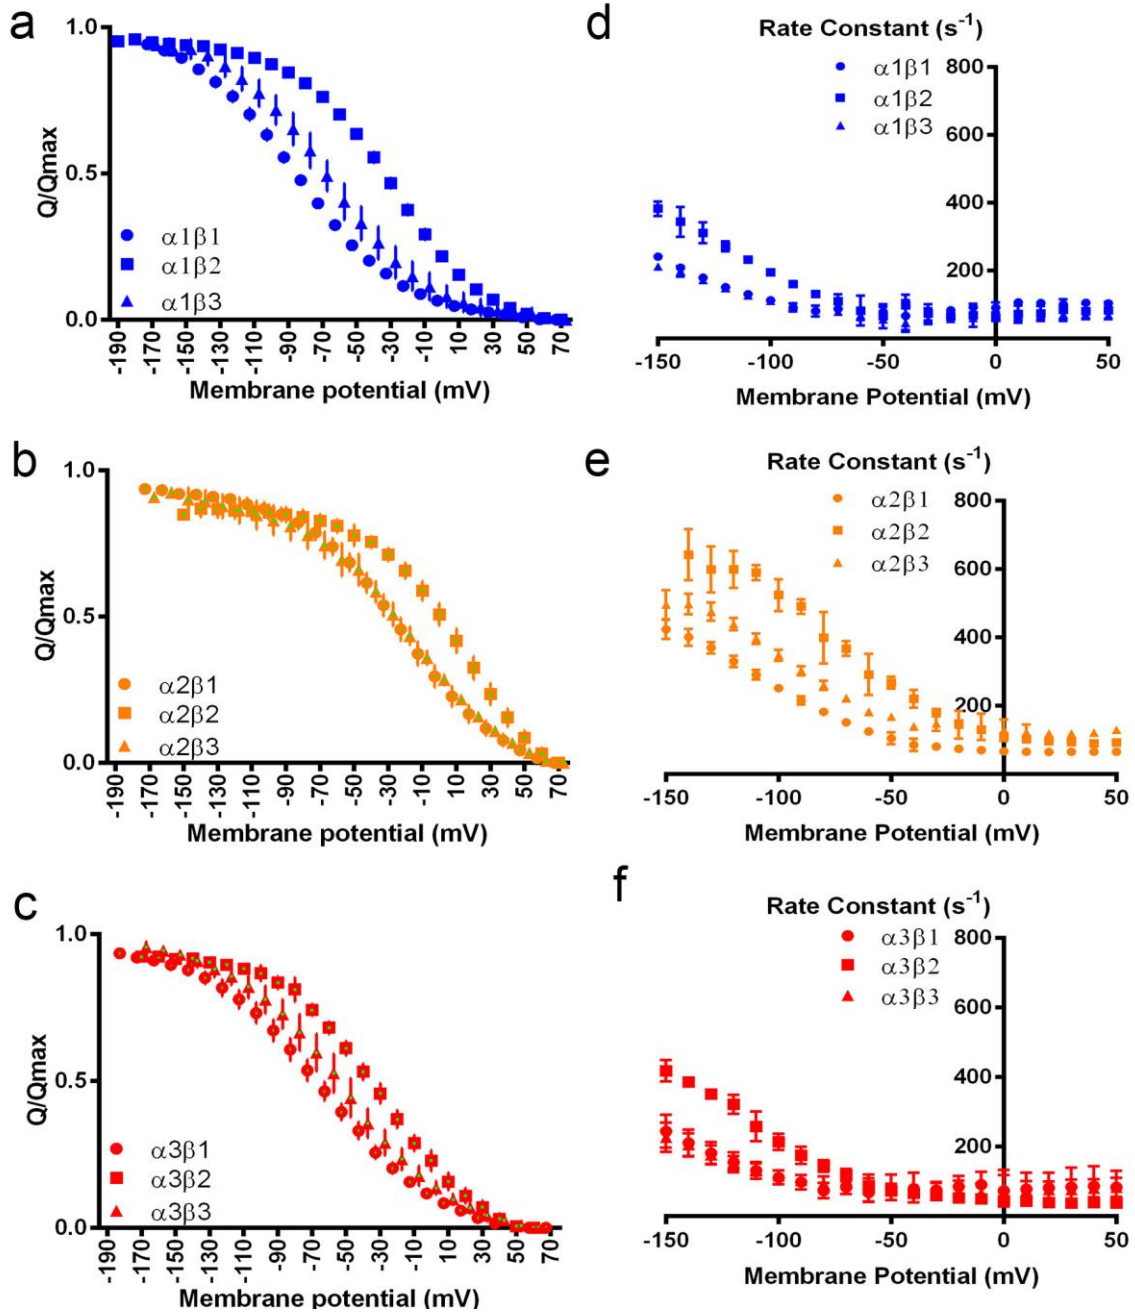 a
1.0
0.5
0.0
Q/Qmax
α1β1
α1β2
α1β3
-190 -170 -150 -130 -110 -90 -70 -50 -30 -10 10 30 50 70
Membrane potential (mV)
d
Rate Constant (s⁻¹)
α1β1
α1β2
α1β3
800
600
400
200
-150 -100 -50 0 50
Membrane Potential (mV)
b
1.0
0.5
0.0
Q/Qmax
α2β1
α2β2
α2β3
-190 -170 -150 -130 -110 -90 -70 -50 -30 -10 10 30 50 70
Membrane potential (mV)
e
Rate Constant (s⁻¹)
α2β1
α2β2
α2β3
800
600
400
200
-150 -100 -50 0 50
Membrane Potential (mV)
c
1.0
0.5
0.0
Q/Qmax
α3β1
α3β2
α3β3
-190 -170 -150 -130 -110 -90 -70 -50 -30 -10 10 30 50 70
Membrane potential (mV)
f
Rate Constant (s⁻¹)
α3β1
α3β2
α3β3
800
600
400
200
-150 -100 -50 0 50
Membrane Potential (mV)